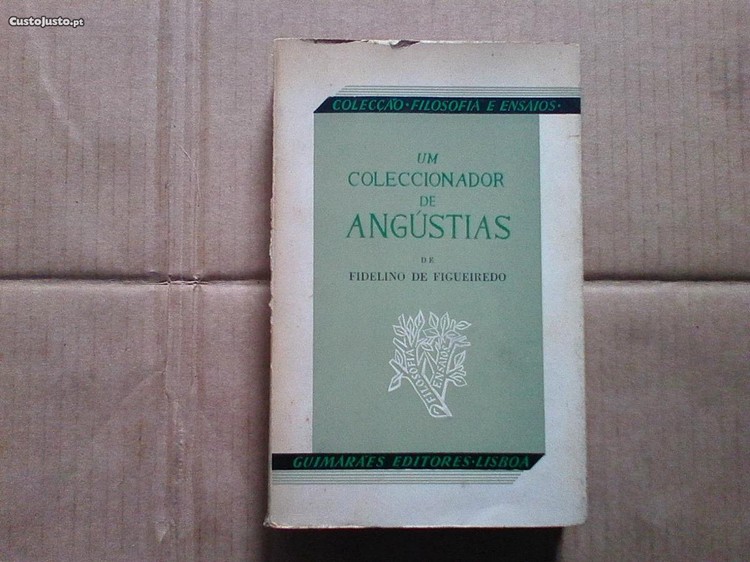 CustoJusto.pt
COLECÇÃO·FILOSOFIA E ENSAIOS·
UM
COLECCIONADOR
DE
ANGÚSTIAS
DE
FIDELINO DE FIGUEIREDO
FILOSOFIA
ENSAIOS
GUIMARÃES EDITORES·LISBOA